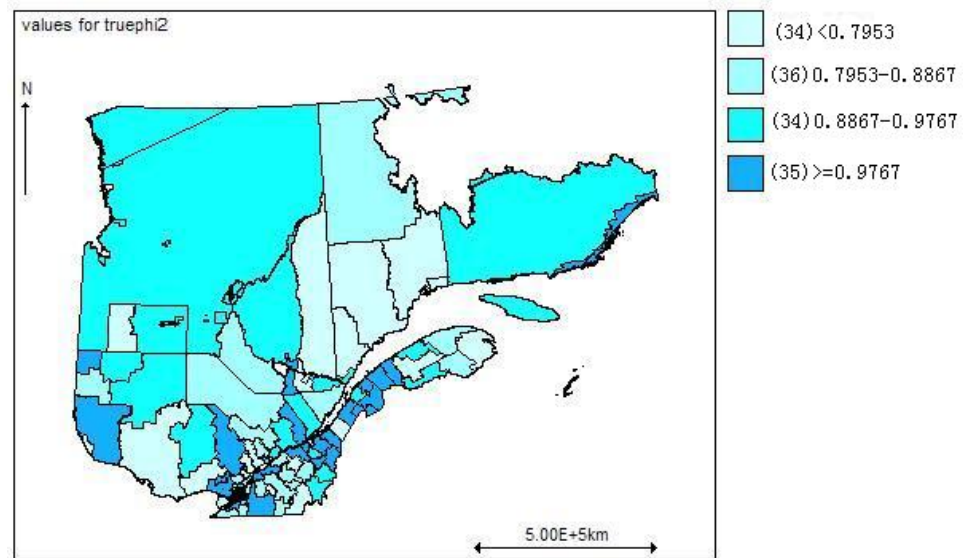 values for truephi2
N
5.00E+5km
(34)<0.7953
(36)0.7953-0.8867
(34)0.8867-0.9767
(35)>=0.9767